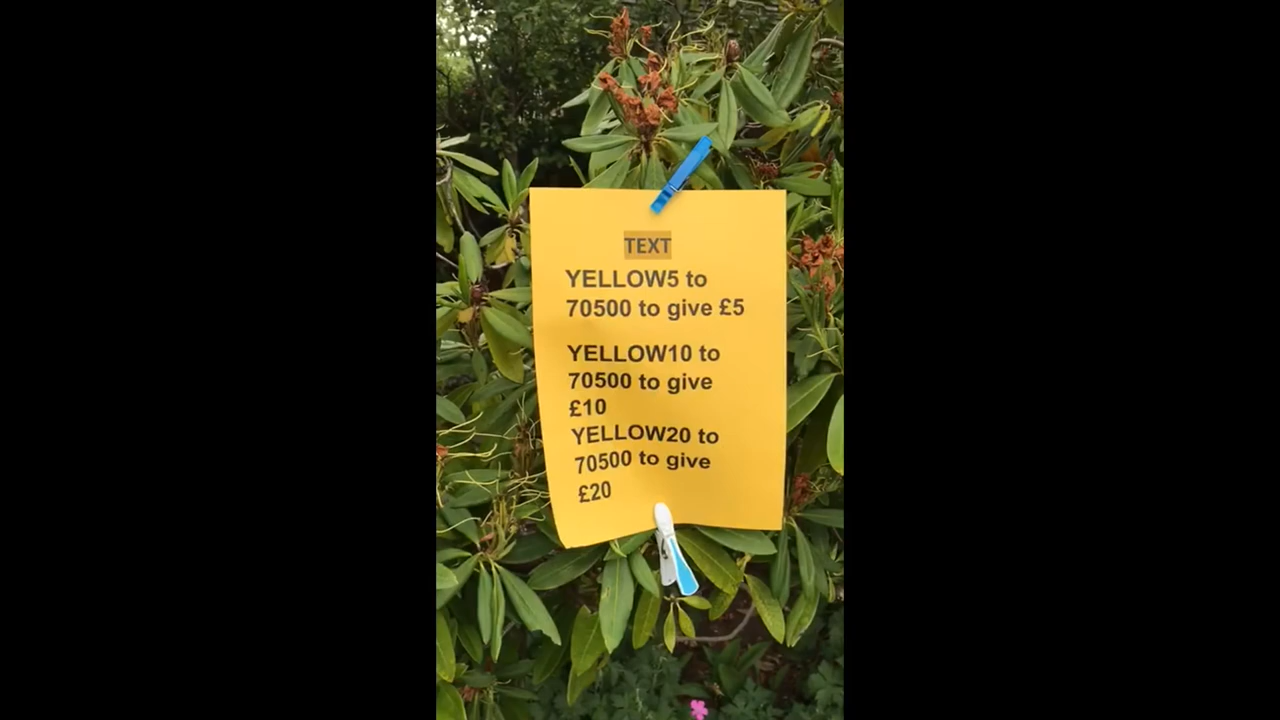 TEXT
YELLOW5 to
70500 to give £5
YELLOW10 to
70500 to give
£10
YELLOW20 to
70500 to give
£20